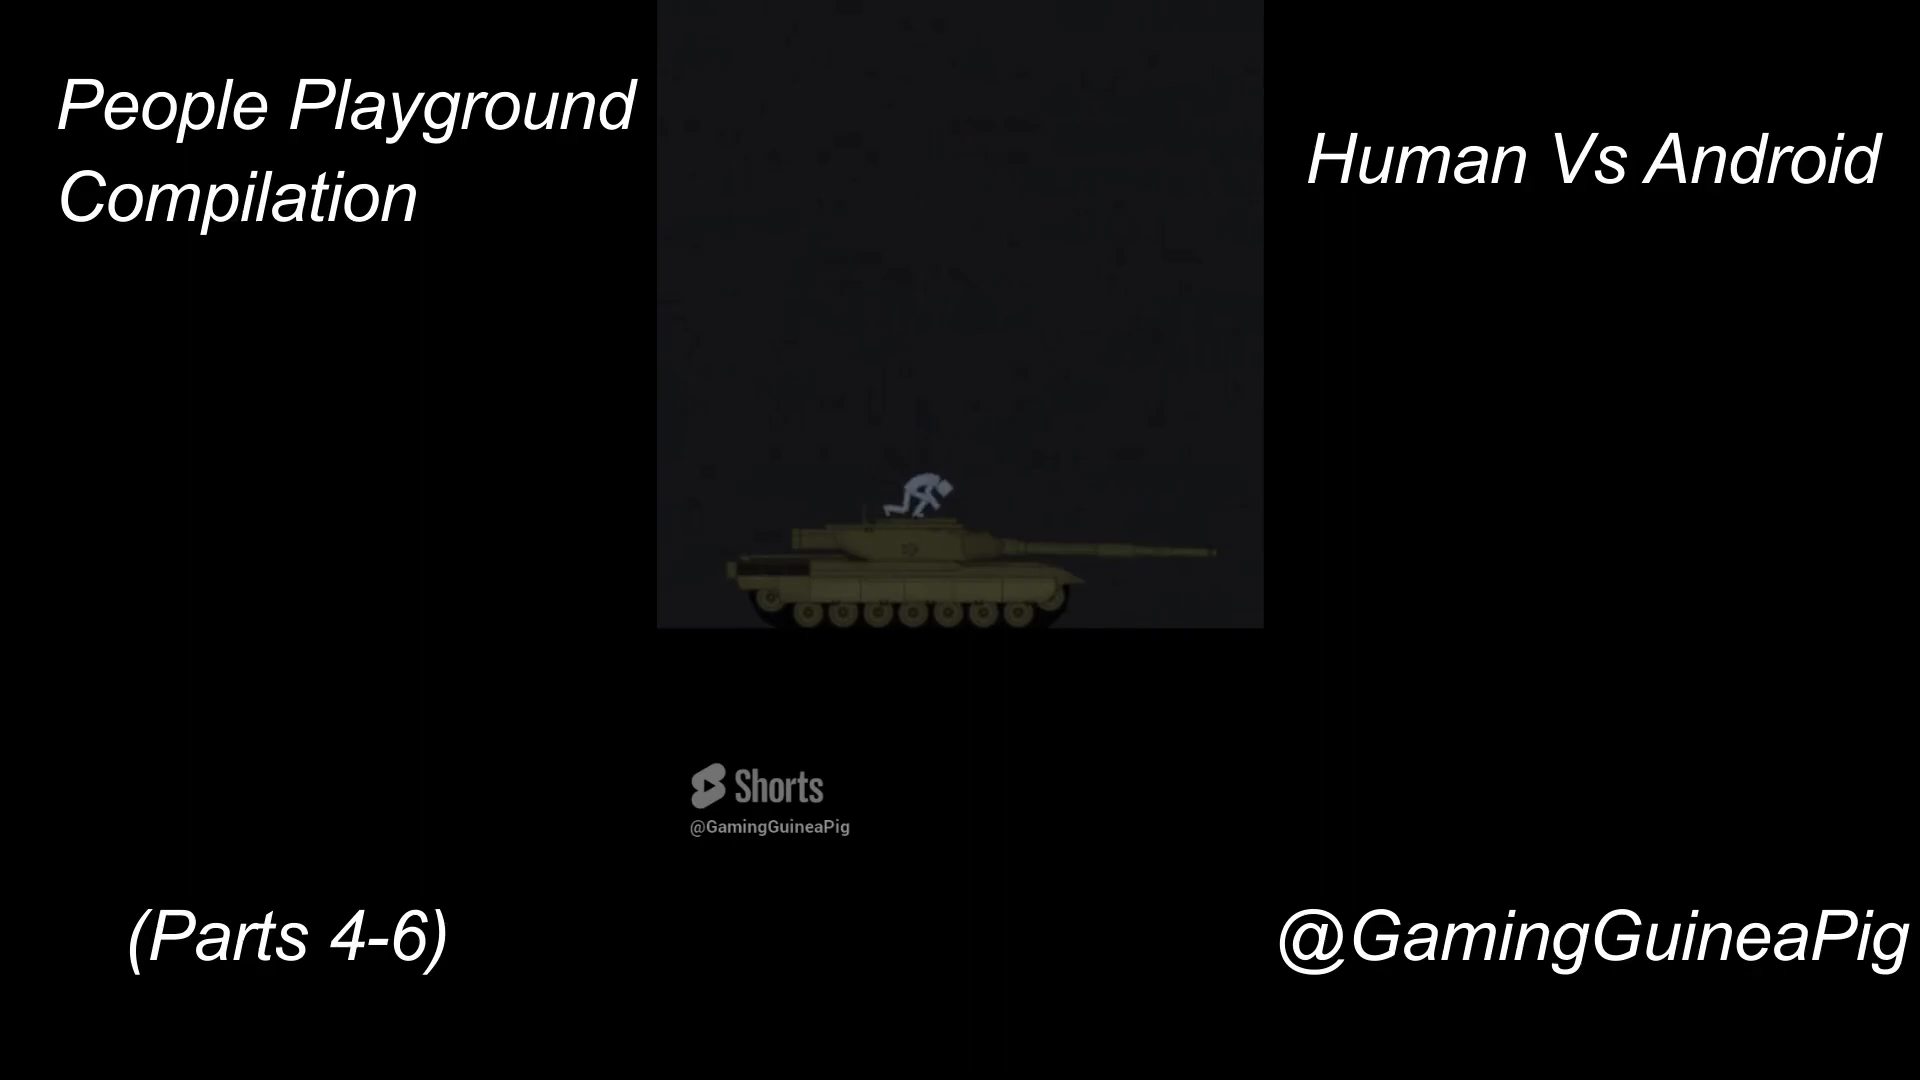 People Playground
Compilation
Human Vs Android
Shorts
@GamingGuineaPig
(Parts 4-6)
@GamingGuineaPig